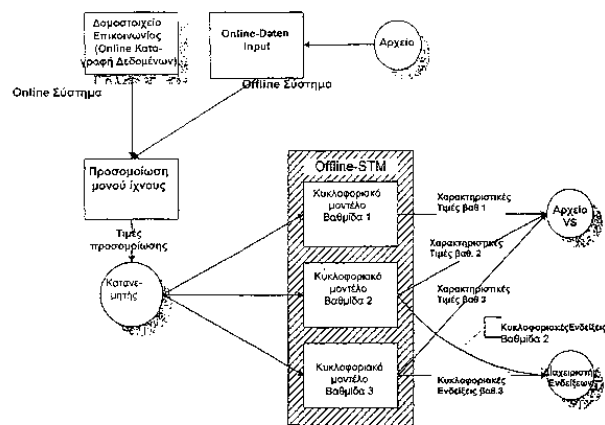 Δομοστοιχείο
Επικοινωνίας
(Online Κατα-
γραφή Δεδομένων)
Online-Daten
Input
Αρχείο
Online Σύστημα
Offline Σύστημα
Προσομοίωση
μονού ίχνους
Τιμές
προσομοίωσης
Κατανε-
μητής
Offline-STM
Κυκλοφοριακό
μοντέλο
Βαθμίδα 1
Κυκλοφοριακό
μοντέλο
Βαθμίδα 2
Κυκλοφοριακό
μοντέλο
Βαθμίδα 3
Χαρακτηριστικές
Τιμές βαθ 1
Χαρακτηριστικές
Τιμές βαθ. 2
Χαρακτηριστικές
Τιμές βαθ 3
Αρχείο
VS
Κυκλοφοριακές Ενδείξεις
Βαθμίδα 2
Κυκλοφοριακές
Ενδείξεις βαθ.3
Διαχειριστής
Ενδείξεων